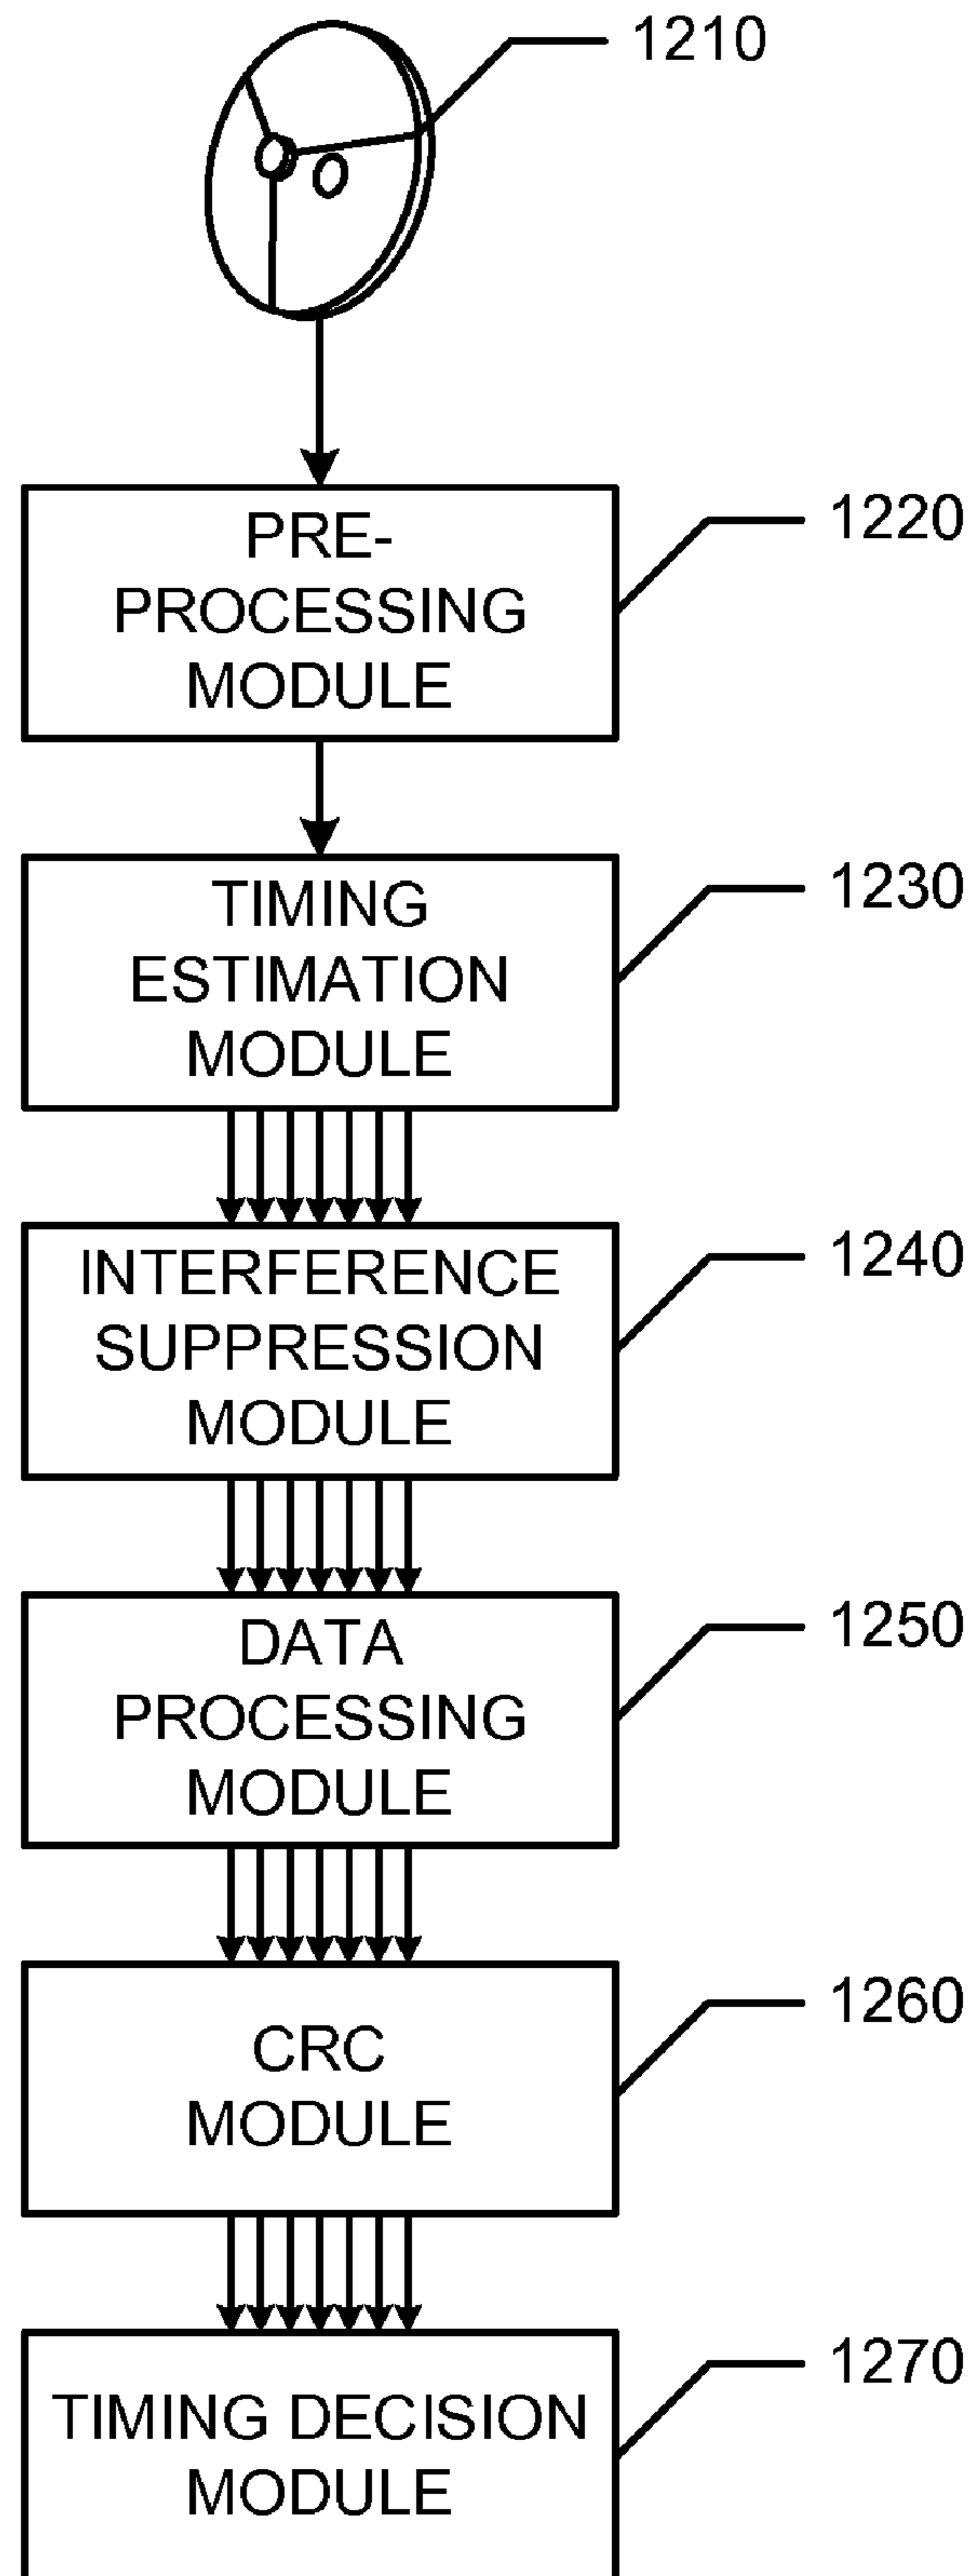 1210
PRE-
PROCESSING
MODULE
1220
TIMING
ESTIMATION
MODULE
1230
INTERFERENCE
SUPPRESSION
MODULE
1240
DATA
PROCESSING
MODULE
1250
CRC
MODULE
1260
TIMING DECISION
MODULE
1270